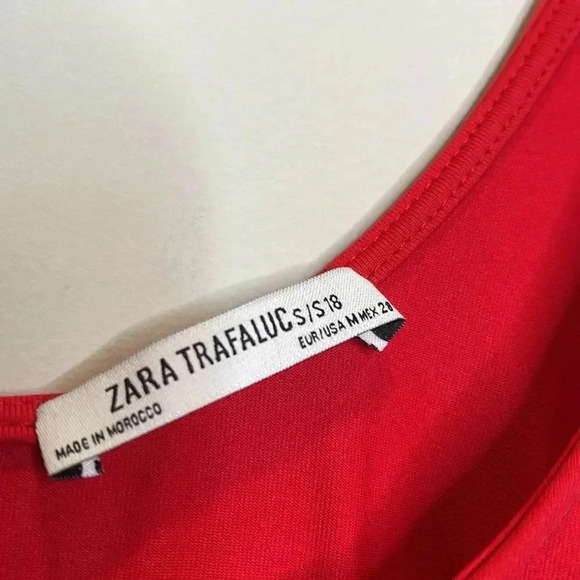 ZARA TRAFALUC S/S18
MADE IN MOROCCO EUR/USA M MEX 28